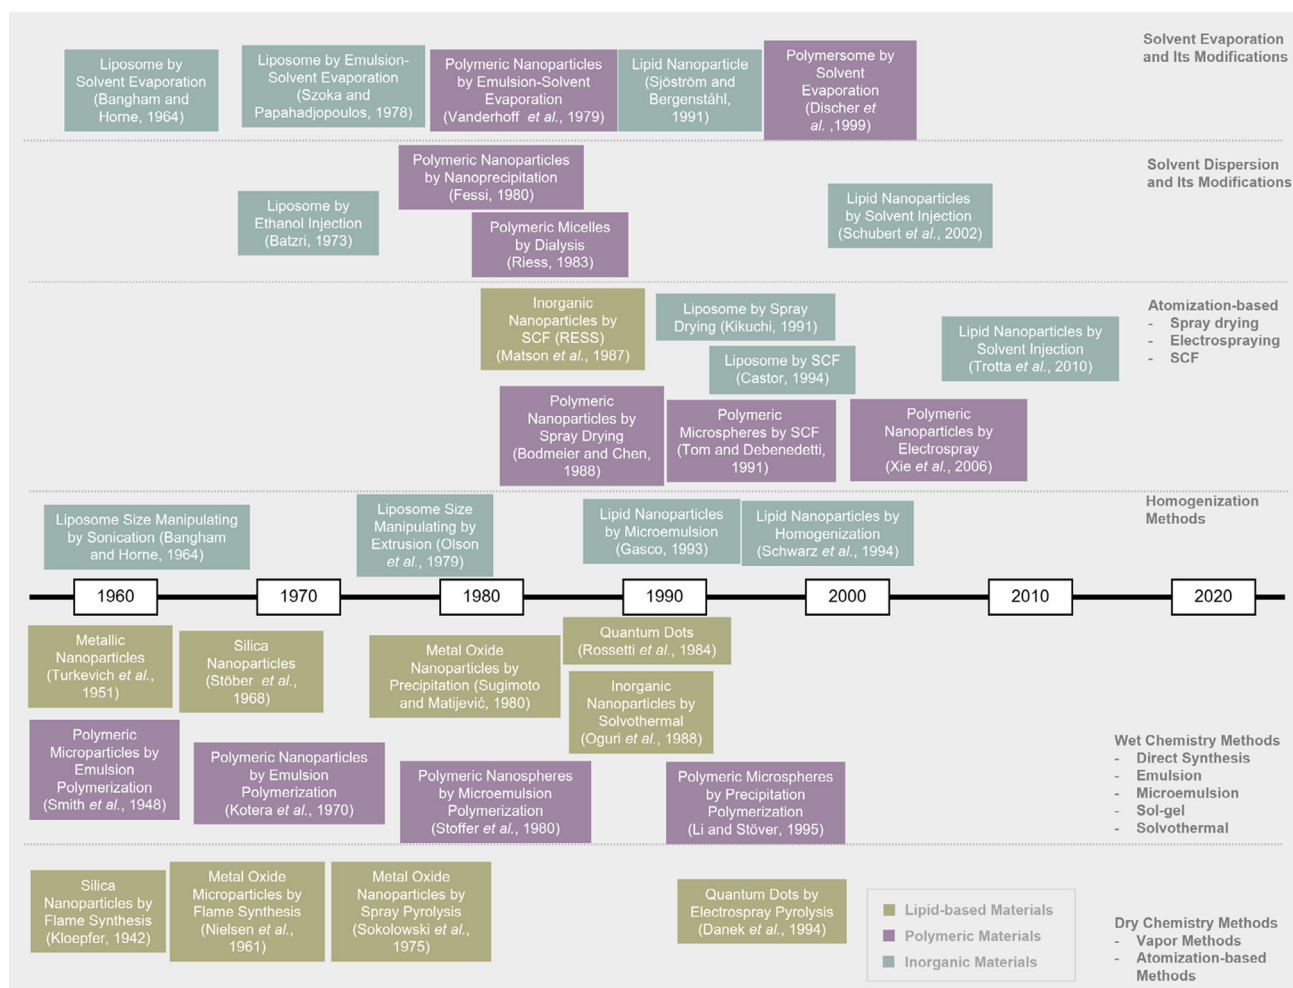 Solvent Evaporation
and Its Modifications
Liposome by
Solvent Evaporation
(Bangham and
Horne, 1964)
Liposome by Emulsion-
Solvent Evaporation
(Szoka and
Papahadjopoulos, 1978)
Polymeric Nanoparticles
by Emulsion-Solvent
Evaporation
(Vanderhoff et al., 1979)
Lipid Nanoparticle
(Sjöström and
Bergenståhl,
1991)
Polymersome by
Solvent
Evaporation
(Discher et
al. ,1999)
Solvent Dispersion
and Its Modifications
Polymeric Nanoparticles
by Nanoprecipitation
(Fessi, 1980)
Liposome by
Ethanol Injection
(Batzri, 1973)
Polymeric Micelles
by Dialysis
(Riess, 1983)
Lipid Nanoparticles
by Solvent Injection
(Schubert et al., 2002)
Atomization-based
- Spray drying
- Electrospraying
- SCF
Inorganic
Nanoparticles by
SCF (RESS)
(Matson et al., 1987)
Liposome by Spray
Drying (Kikuchi, 1991)
Liposome by SCF
(Castor, 1994)
Lipid Nanoparticles by
Solvent Injection
(Trotta et al., 2010)
Polymeric
Nanoparticles by
Spray Drying
(Bodmeier and Chen,
1988)
Polymeric
Microspheres by SCF
(Tom and Debenedetti,
1991)
Polymeric
Nanoparticles by
Electrospray
(Xie et al., 2006)
Homogenization
Methods
Liposome Size Manipulating
by Sonication (Bangham
and Horne, 1964)
Liposome Size
Manipulating by
Extrusion (Olson
et al., 1979)
Lipid Nanoparticles
by Microemulsion
(Gasco, 1993)
Lipid Nanoparticles by
Homogenization
(Schwarz et al., 1994)
1960
1970
1980
1990
2000
2010
2020
Metallic
Nanoparticles
(Turkevich et al.,
1951)
Silica
Nanoparticles
(Stöber et al.,
1968)
Metal Oxide
Nanoparticles by
Precipitation (Sugimoto
and Matijević, 1980)
Quantum Dots
(Rossetti et al., 1984)
Inorganic
Nanoparticles by
Solvothermal
(Oguri et al., 1988)
Polymeric
Microparticles by
Emulsion
Polymerization
(Smith et al., 1948)
Polymeric Nanoparticles
by Emulsion
Polymerization
(Kotera et al., 1970)
Polymeric Nanospheres
by Microemulsion
Polymerization
(Stoffer et al., 1980)
Polymeric Microspheres
by Precipitation
Polymerization
(Li and Stöver, 1995)
Wet Chemistry Methods
- Direct Synthesis
- Emulsion
- Microemulsion
- Sol-gel
- Solvothermal
Silica
Nanoparticles by
Flame Synthesis
(Kloepfer, 1942)
Metal Oxide
Microparticles by
Flame Synthesis
(Nielsen et al.,
1961)
Metal Oxide
Nanoparticles by
Spray Pyrolysis
(Sokolowski et al.,
1975)
Quantum Dots by
Electrospray Pyrolysis
(Danek et al., 1994)
Lipid-based Materials
Polymeric Materials
Inorganic Materials
Dry Chemistry Methods
- Vapor Methods
- Atomization-based
Methods